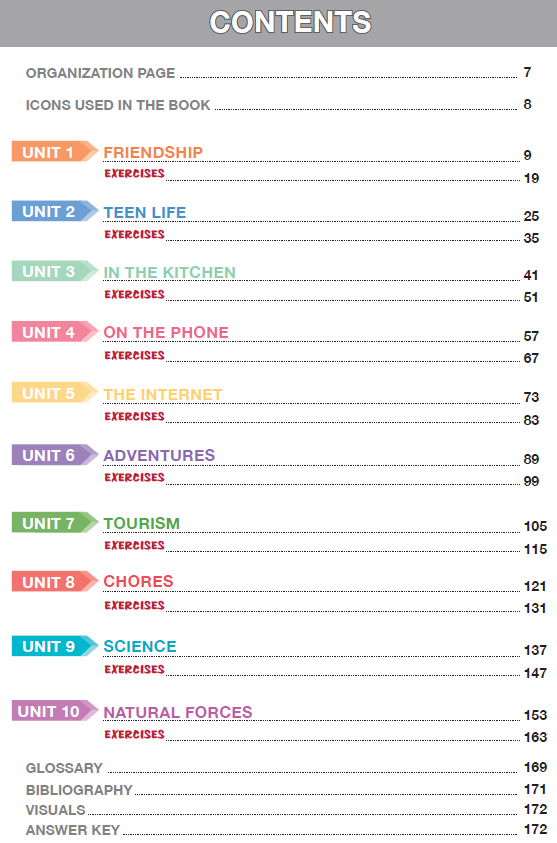 CONTENTS
ORGANIZATION PAGE 7
ICONS USED IN THE BOOK 8
UNIT 1 FRIENDSHIP 9
EXERCISES 19
UNIT 2 TEEN LIFE 25
EXERCISES 35
UNIT 3 IN THE KITCHEN 41
EXERCISES 51
UNIT 4 ON THE PHONE 57
EXERCISES 67
UNIT 5 THE INTERNET 73
EXERCISES 83
UNIT 6 ADVENTURES 89
EXERCISES 99
UNIT 7 TOURISM 105
EXERCISES 115
UNIT 8 CHORES 121
EXERCISES 131
UNIT 9 SCIENCE 137
EXERCISES 147
UNIT 10 NATURAL FORCES 153
EXERCISES 163
GLOSSARY 169
BIBLIOGRAPHY 171
VISUALS 172
ANSWER KEY 172